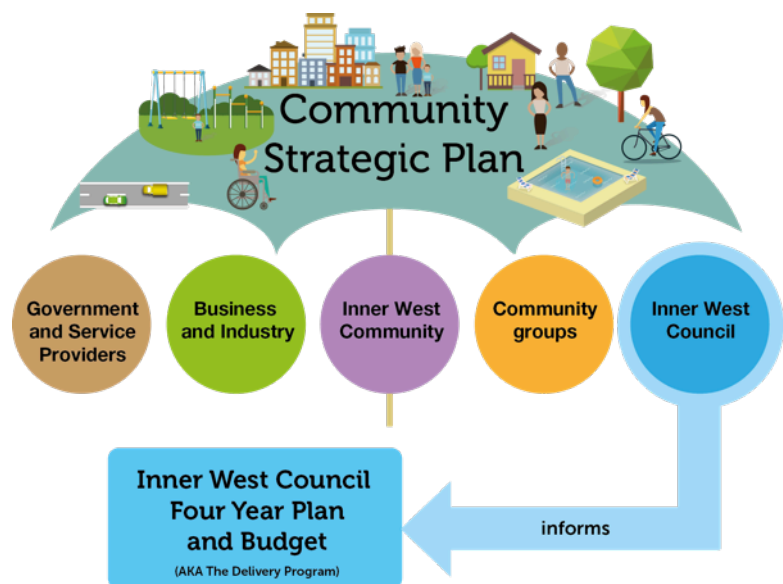 Community
Strategic Plan
Government
and Service
Providers
Business
and Industry
Inner West
Community
Community
groups
Inner West
Council
Inner West Council
Four Year Plan
and Budget
(AKA The Delivery Program)
informs